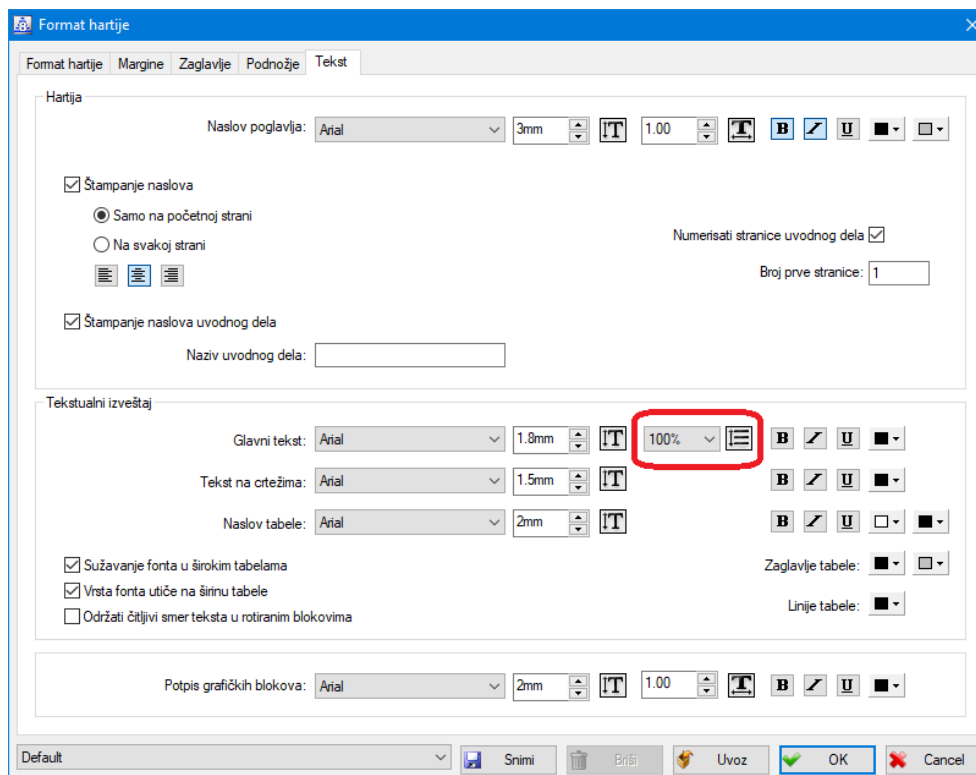 Format hartije
Format hartije Margine Zaglavlje Podnožje Tekst
Hartija
Naslov poglavlja: Arial 3mm T 1.00 T B I U
Štampanje naslova
Samo na početnoj strani
Na svakoj strani
Numerisati stranice uvodnog dela
Broj prve stranice: 1
Štampanje naslova uvodnog dela
Naziv uvodnog dela:
Tekstualni izveštaj
Glavni tekst: Arial 1.8mm T 100% B I U
Tekst na crtežima: Arial 1.5mm T B I U
Naslov tabele: Arial 2mm T B I U
Sužavanje fonta u širokim tabelama
Zaglavlje tabele:
Vrsta fonta utiče na širinu tabele
Linije tabele:
Održati čitljivi smer teksta u rotiranim blokovima
Potpis grafičkih blokova: Arial 2mm T 1.00 T B I U
Default Snimi Briši Uvoz OK Cancel